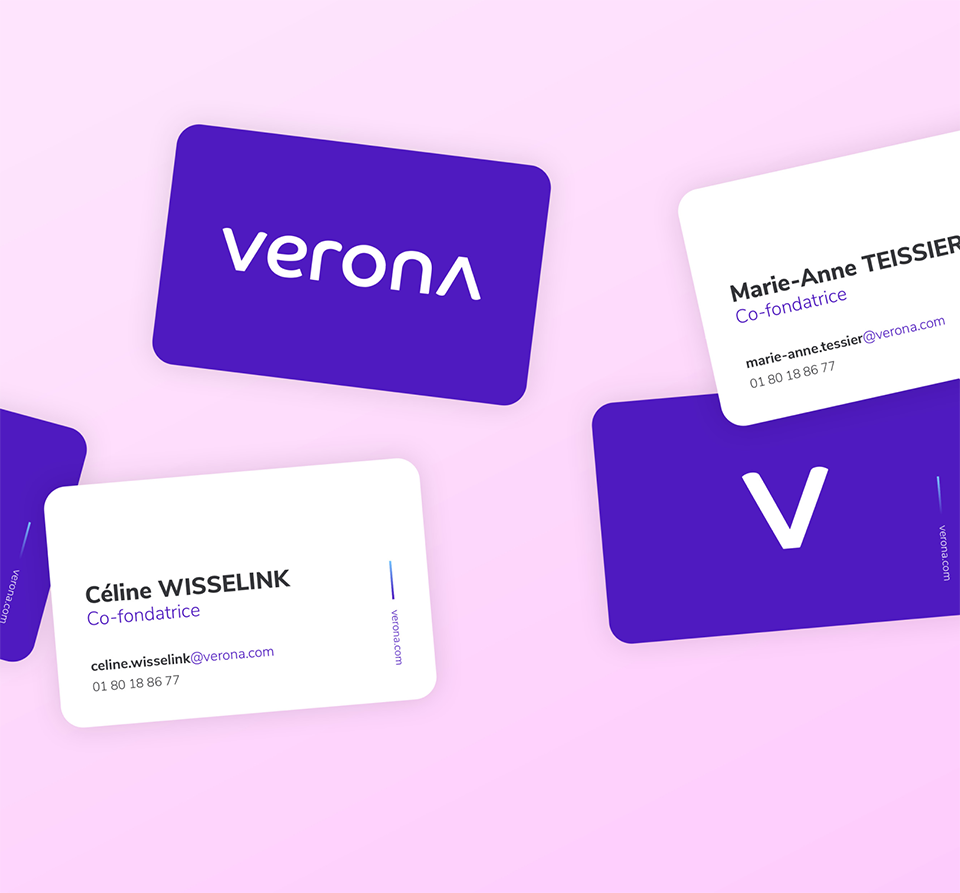 verona
Marie-Anne TEISSIER
Co-fondatrice
marie-anne.tessier@verona.com
01 80 18 86 77
V
verona.com
verona.com
Céline WISSELINK
Co-fondatrice
celine.wisselink@verona.com
01 80 18 86 77
verona.com